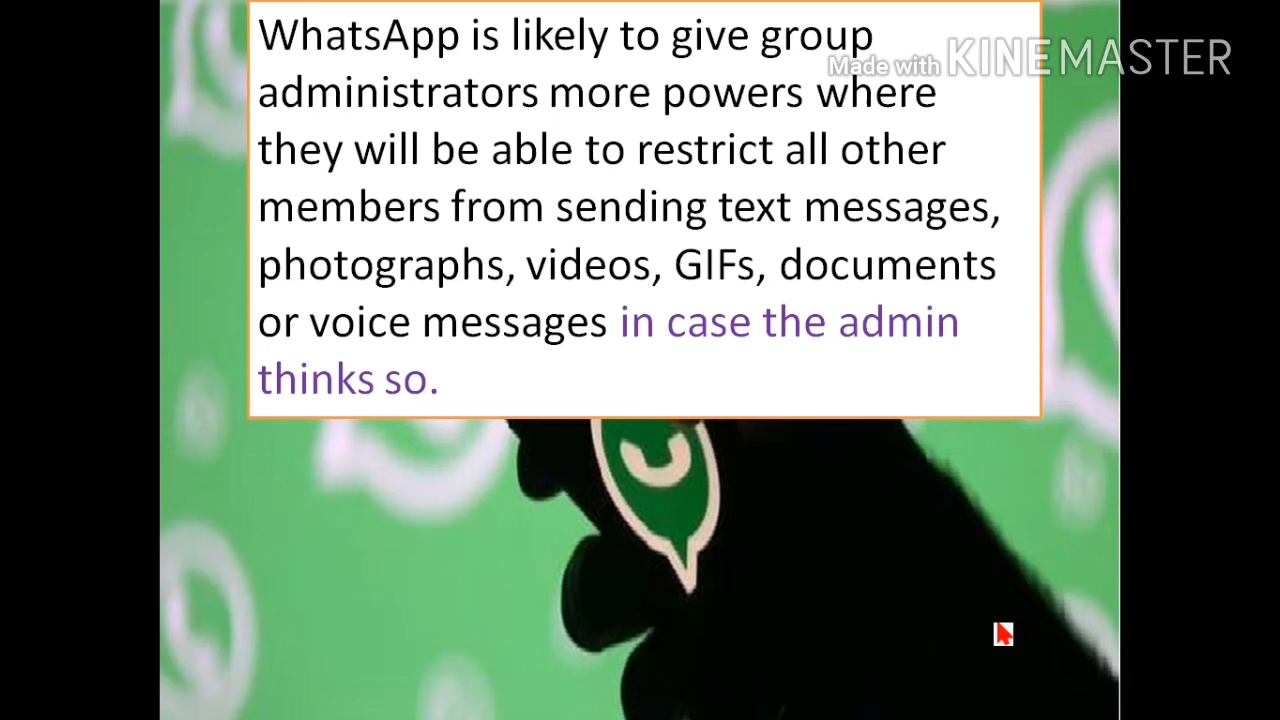 WhatsApp is likely to give group
Made with KINEMASTER
administrators more powers where
they will be able to restrict all other
members from sending text messages,
photographs, videos, GIFs, documents
or voice messages in case the admin
thinks so.